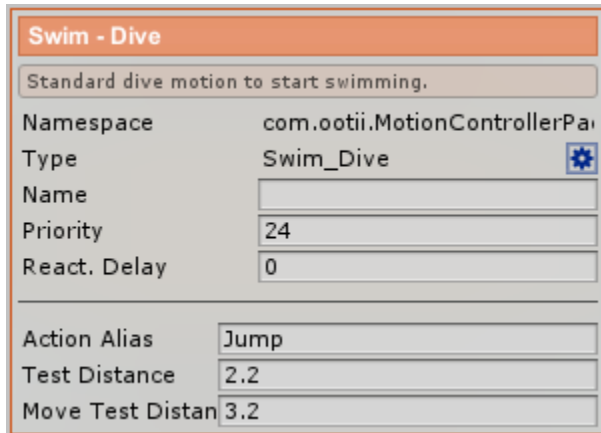 Swim - Dive
Standard dive motion to start swimming.
Namespace com.ootii.MotionControllerPa
Type Swim_Dive
Name
Priority 24
React. Delay 0
Action Alias Jump
Test Distance 2.2
Move Test Distan 3.2